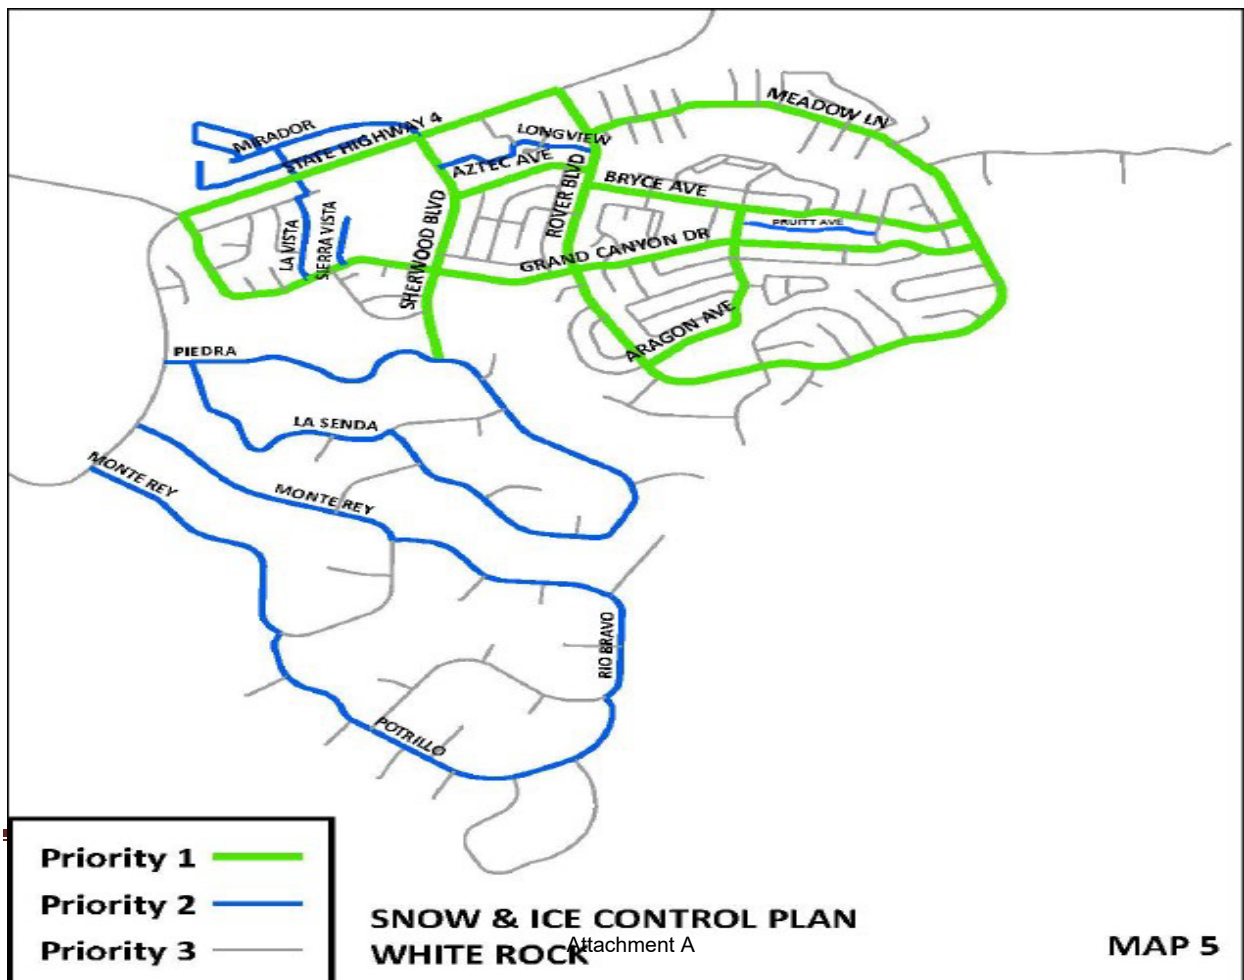 MEADOW LN
MIRADOR
STATE HIGHWAY 4
LONGVIEW
AZTEC AVE
BRYCE AVE
ROVER BLVD
PRUITT AVE
LA VISTA
SIERRA VISTA
SHERWOOD BLVD
GRAND CANYON DR
ARAGON AVE
PIEDRA
LA SENDA
MONTE REY
MONTE REY
RIO BRAVO
POTRILLO
Priority 1
Priority 2
Priority 3
SNOW & ICE CONTROL PLAN
WHITE ROCK
Attachment A
MAP 5